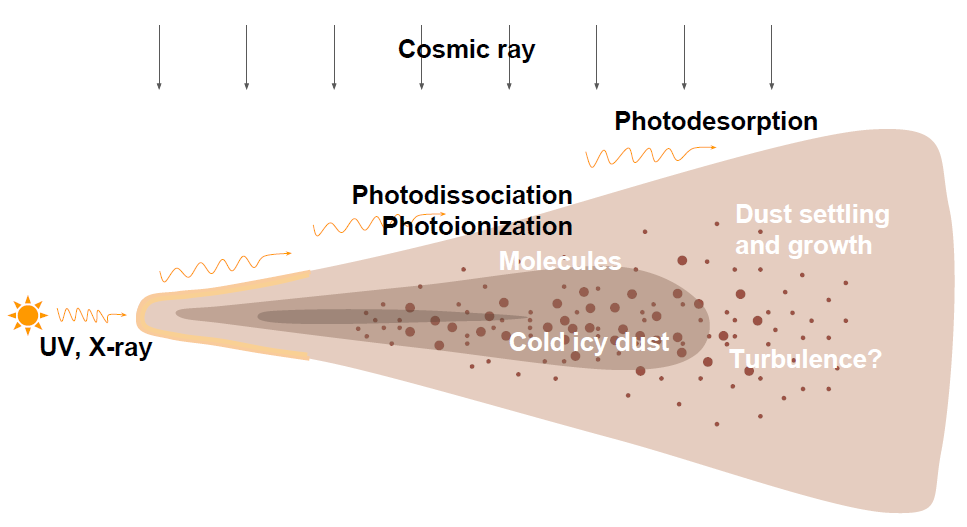 Cosmic ray
Photodesorption
Photodissociation
Photoionization
Dust settling
and growth
Molecules
UV, X-ray
Cold icy dust
Turbulence?